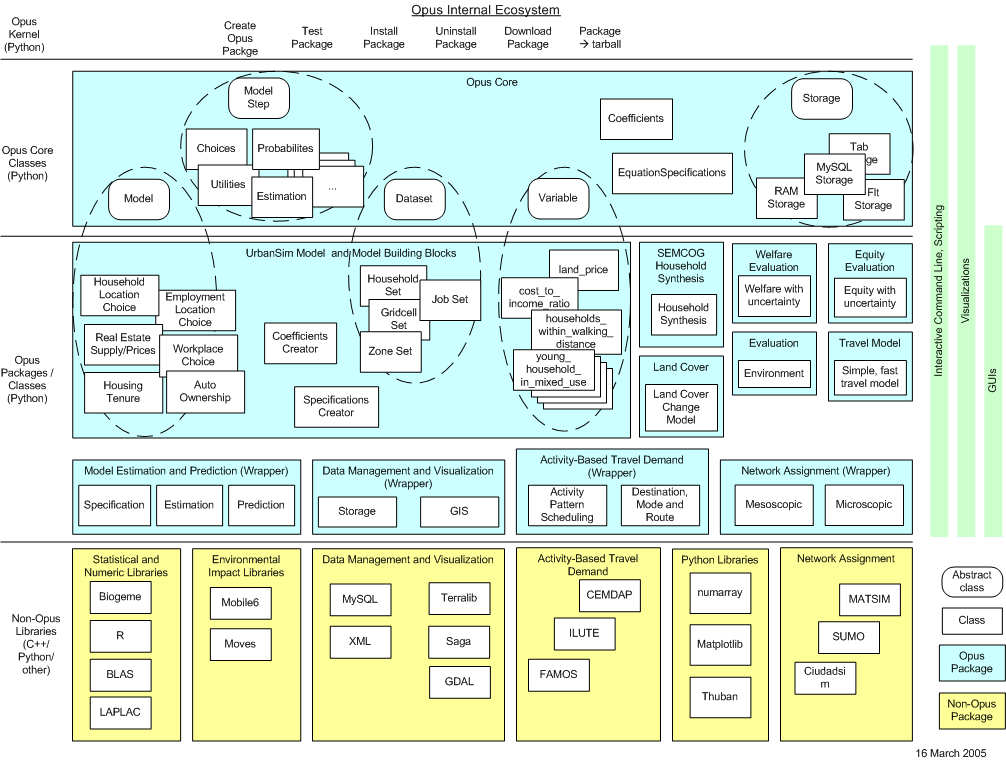 Opus Internal Ecosystem
Opus
Kernel
(Python)
Create
Opus
Package
Test
Package
Install
Package
Uninstall
Package
Download
Package
Package
→ tarball
Opus Core
Classes
(Python)
Opus Core
Model
Step
Choices
Probabilites
Utilities
Estimation
...
Model
Dataset
Variable
Coefficients
EquationSpecifications
Storage
Tab
MySQL
Storage
RAM
Storage
Flt
Storage
Opus
Packages /
Classes
(Python)
UrbanSim Model and Model Building Blocks
Household
Location
Choice
Employment
Location
Choice
Real Estate
Supply/Prices
Workplace
Choice
Housing
Tenure
Auto
Ownership
Coefficients
Creator
Specifications
Creator
Household
Set
Job Set
Gridcell
Set
Zone Set
land_price
cost_to_
income_ratio
households_
within_walking_
distance
young_
household_
in_mixed_use
SEMCOG
Household
Synthesis
Household
Synthesis
Land Cover
Land Cover
Change
Model
Welfare
Evaluation
Welfare with
uncertainty
Equity
Evaluation
Equity with
uncertainty
Evaluation
Environment
Travel Model
Simple, fast
travel model
Model Estimation and Prediction (Wrapper)
Specification
Estimation
Prediction
Data Management and Visualization
(Wrapper)
Storage
GIS
Activity-Based Travel Demand
(Wrapper)
Activity
Pattern
Scheduling
Destination,
Mode and
Route
Network Assignment (Wrapper)
Mesoscopic
Microscopic
Interactive Command Line, Scripting
Visualizations
GUIs
Non-Opus
Libraries
(C++/
Python/
other)
Statistical and
Numeric Libraries
Biogeme
R
BLAS
LAPLAC
Environmental
Impact Libraries
Mobile6
Moves
Data Management and Visualization
MySQL
Terralib
XML
Saga
GDAL
Activity-Based Travel
Demand
CEMDAP
ILUTE
FAMOS
Python Libraries
numarray
Matplotlib
Thuban
Network Assignment
MATSIM
SUMO
Ciudadsi
m
Abstract
class
Class
Opus
Package
Non-Opus
Package
16 March 2005